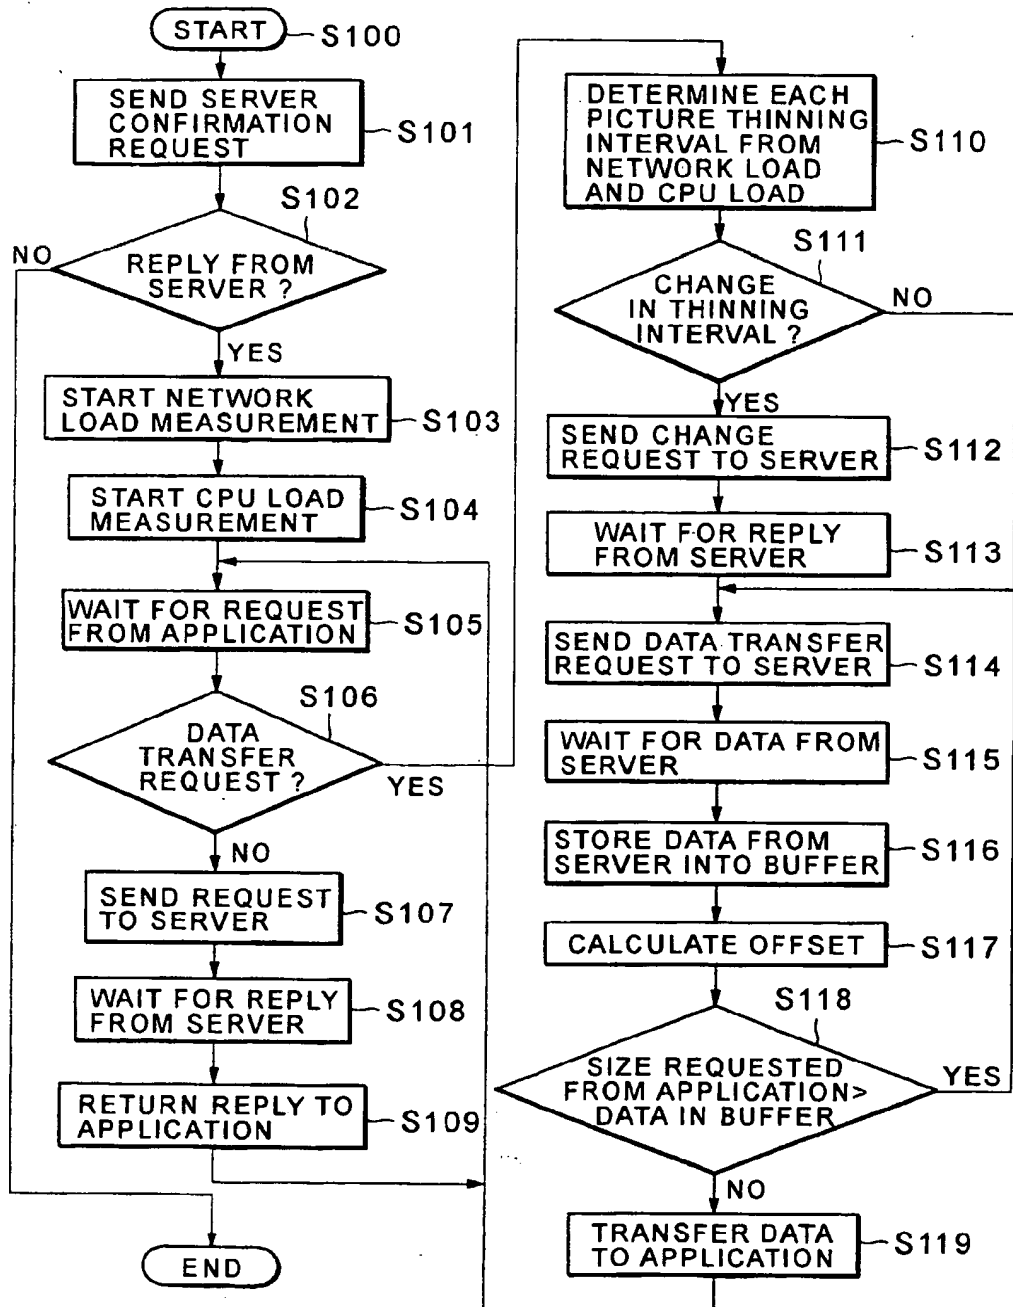 START
S100
SEND SERVER
CONFIRMATION
REQUEST
S101
S102
NO
REPLY FROM
SERVER ?
YES
START NETWORK
LOAD MEASUREMENT
S103
START CPU LOAD
MEASUREMENT
S104
WAIT FOR REQUEST
FROM APPLICATION
S105
S106
DATA
TRANSFER
REQUEST ?
YES
NO
SEND REQUEST
TO SERVER
S107
WAIT FOR REPLY
FROM SERVER
S108
RETURN REPLY TO
APPLICATION
S109
END
DETERMINE EACH
PICTURE THINNING
INTERVAL FROM
NETWORK LOAD
AND CPU LOAD
S110
S111
CHANGE
IN THINNING
INTERVAL ?
NO
YES
SEND CHANGE
REQUEST TO SERVER
S112
WAIT FOR REPLY
FROM SERVER
S113
SEND DATA TRANSFER
REQUEST TO SERVER
S114
WAIT FOR DATA FROM
SERVER
S115
STORE DATA FROM
SERVER INTO BUFFER
S116
CALCULATE OFFSET
S117
S118
SIZE REQUESTED
FROM APPLICATION>
DATA IN BUFFER
YES
NO
TRANSFER DATA
TO APPLICATION
S119